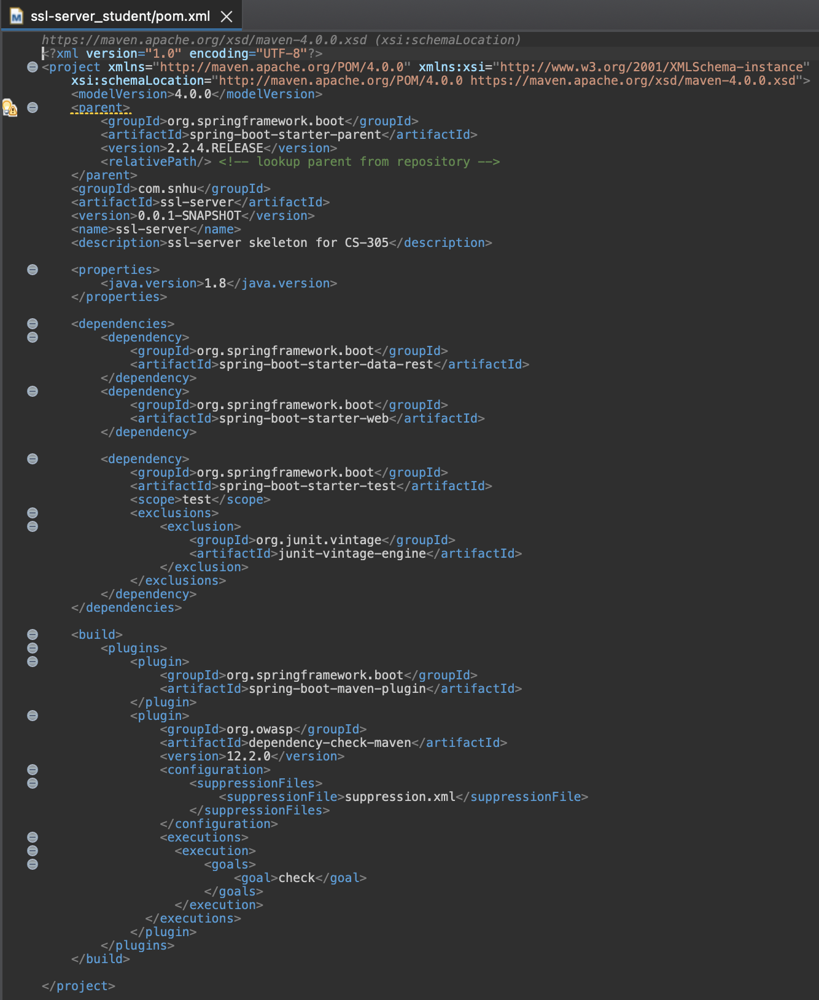 ssl-server_student/pom.xml
https://maven.apache.org/xsd/maven-4.0.0.xsd (xsi:schemaLocation)
<?xml version="1.0" encoding="UTF-8"?>
<project xmlns="http://maven.apache.org/POM/4.0.0" xmlns:xsi="http://www.w3.org/2001/XMLSchema-instance"
    xsi:schemaLocation="http://maven.apache.org/POM/4.0.0 https://maven.apache.org/xsd/maven-4.0.0.xsd">
    <modelVersion>4.0.0</modelVersion>
    <parent>
        <groupId>org.springframework.boot</groupId>
        <artifactId>spring-boot-starter-parent</artifactId>
        <version>2.2.4.RELEASE</version>
        <relativePath/> <!-- lookup parent from repository -->
    </parent>
    <groupId>com.snhu</groupId>
    <artifactId>ssl-server</artifactId>
    <version>0.0.1-SNAPSHOT</version>
    <name>ssl-server</name>
    <description>ssl-server skeleton for CS-305</description>

    <properties>
        <java.version>1.8</java.version>
    </properties>

    <dependencies>
        <dependency>
            <groupId>org.springframework.boot</groupId>
            <artifactId>spring-boot-starter-data-rest</artifactId>
        </dependency>
        <dependency>
            <groupId>org.springframework.boot</groupId>
            <artifactId>spring-boot-starter-web</artifactId>
        </dependency>

        <dependency>
            <groupId>org.springframework.boot</groupId>
            <artifactId>spring-boot-starter-test</artifactId>
            <scope>test</scope>
            <exclusions>
                <exclusion>
                    <groupId>org.junit.vintage</groupId>
                    <artifactId>junit-vintage-engine</artifactId>
                </exclusion>
            </exclusions>
        </dependency>
    </dependencies>

    <build>
        <plugins>
            <plugin>
                <groupId>org.springframework.boot</groupId>
                <artifactId>spring-boot-maven-plugin</artifactId>
            </plugin>
            <plugin>
                <groupId>org.owasp</groupId>
                <artifactId>dependency-check-maven</artifactId>
                <version>12.2.0</version>
                <configuration>
                    <suppressionFiles>
                        <suppressionFile>suppression.xml</suppressionFile>
                    </suppressionFiles>
                </configuration>
                <executions>
                  <execution>
                      <goals>
                          <goal>check</goal>
                      </goals>
                  </execution>
              </executions>
            </plugin>
        </plugins>
    </build>

</project>